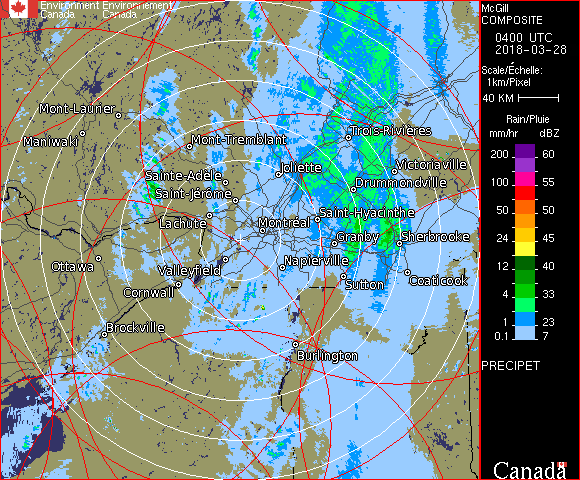 Environment Environnement
Canada Canada
McGill
COMPOSITE
0400 UTC
2018-03-28
Scale/Échelle:
1km/Pixel
40 KM
Rain/Pluie
mm/hr dBZ
200 60
100 55
50 50
24 45
12 40
4 33
1 23
0.1 7
PRECIPET
Mont-Laurier
Maniwaki
Mont-Tremblant
Trois-Rivières
Joliette
Victoriaville
Sainte-Adèle
Drummondville
Saint-Jérôme
Saint-Hyacinthe
Lachute
Montréal
Granby
Sherbrooke
Ottawa
Valleyfield
Napierville
Sutton
Coaticook
Cornwall
Brockville
Burlington
Canada